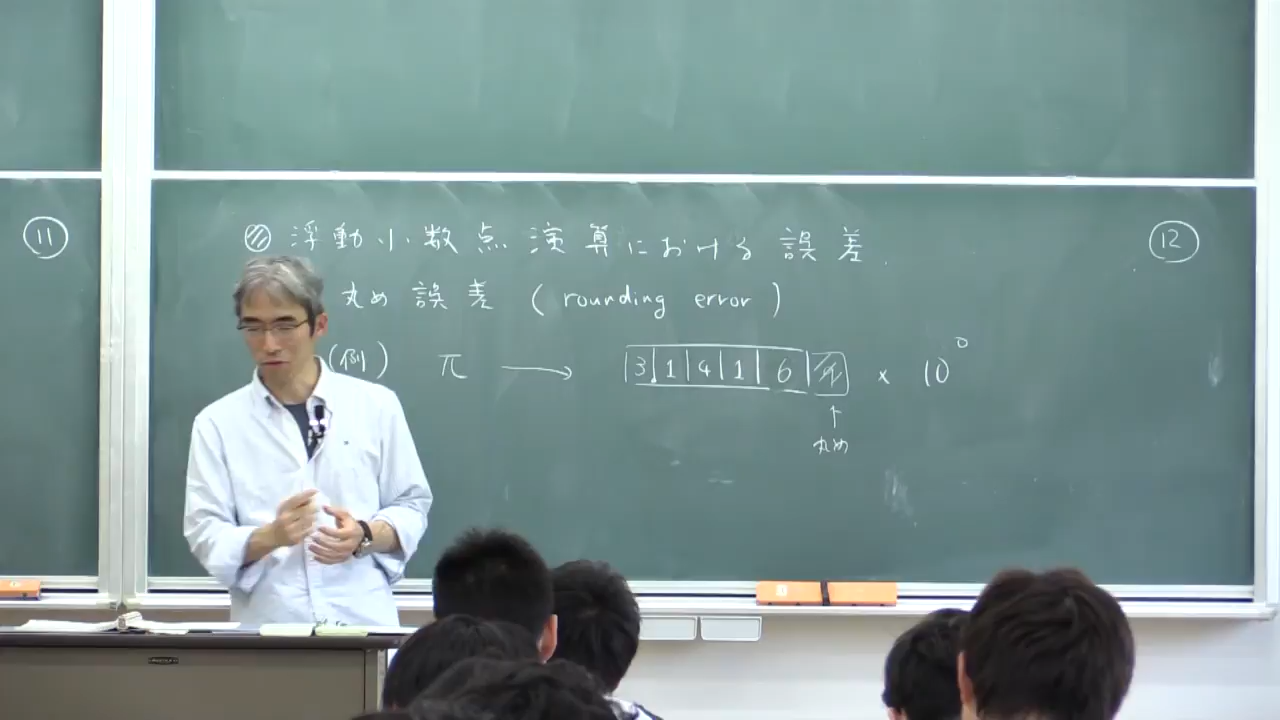 ⑪
浮動小数点演算における誤差.
⑫
丸め誤差 (rounding error)
(例) π → 3.1416 × 10⁰
↑
丸め